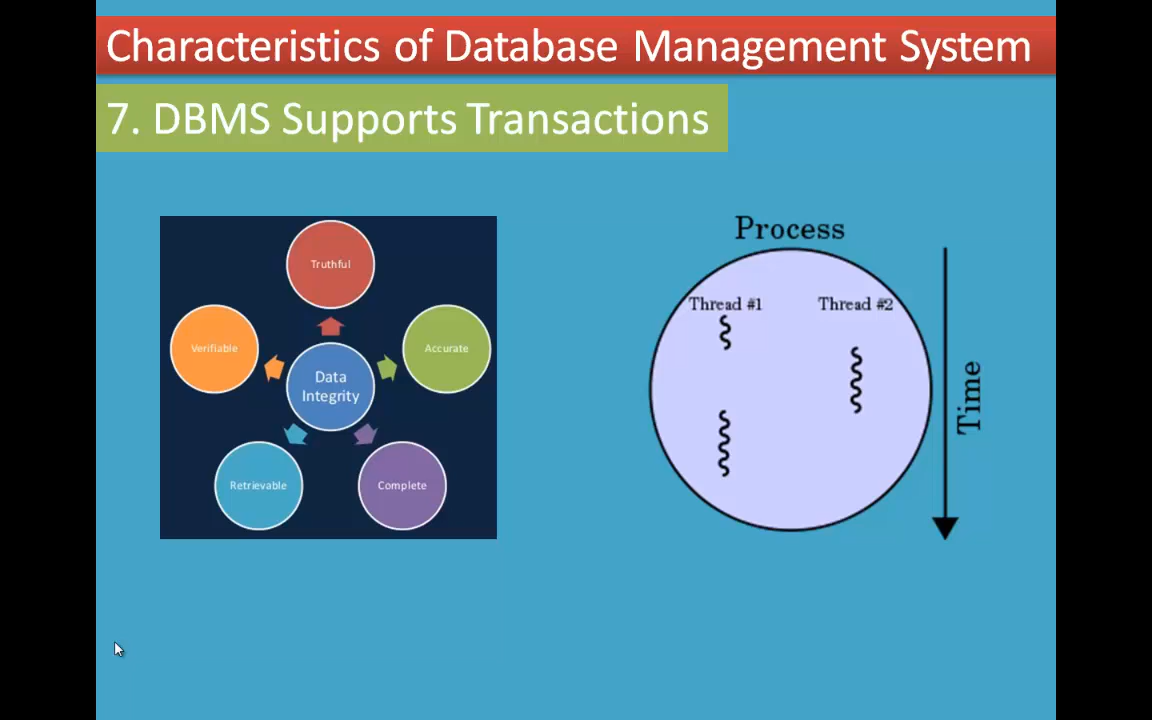 Characteristics of Database Management System
7. DBMS Supports Transactions
Truthful
Verifiable
Accurate
Data
Integrity
Retrievable
Complete
Process
Thread #1
Thread #2
Time